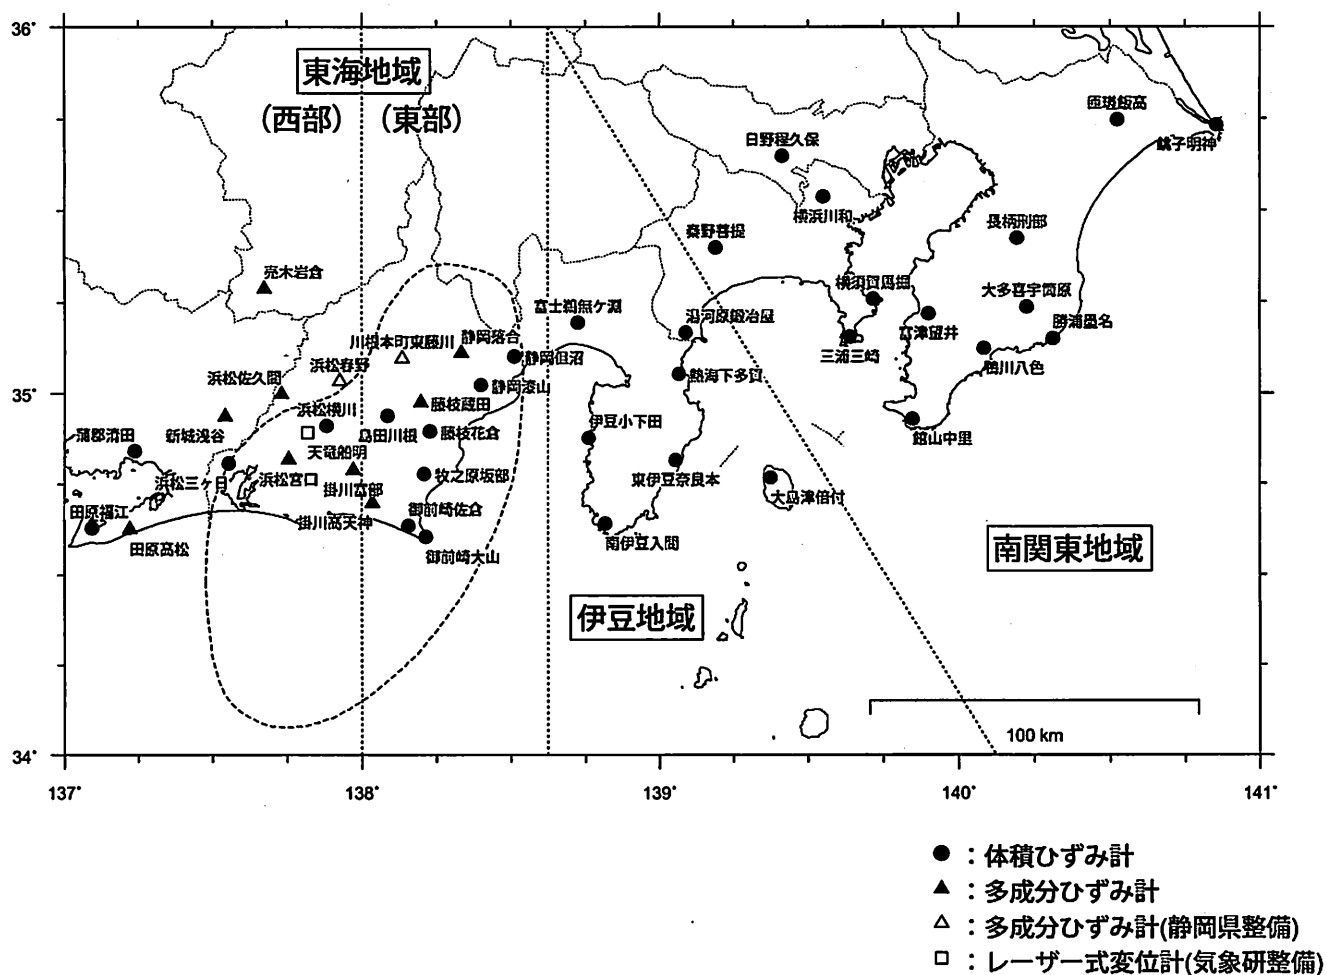 36°
東海地域
(西部) (東部)
匝瑳飯高
銚子明神
日野程久保
横浜川和
長柄刑部
秦野菩提
売木岩倉
横須賀馬堀
大多喜宇筒原
富士鵜無ケ淵
湯河原鍛冶屋
勝浦墨名
川根本町東藤川
静岡落合
富津望井
三浦三崎
静岡但沼
鴨川八色
浜松春野
浜松佐久間
静岡漆山
熱海下多賀
35°
浜松横川
藤枝蔵田
伊豆小下田
蒲郡清田
新城浅谷
島田川根
藤枝花倉
館山中里
天竜船明
浜松三ヶ日
浜松宮口
牧之原坂部
東伊豆奈良本
掛川富部
大島津倍付
田原福江
掛川高天神
御前崎佐倉
田原高松
御前崎大山
南伊豆入間
南関東地域
伊豆地域
100 km
34°
137°
138°
139°
140°
141°
●：体積ひずみ計
▲：多成分ひずみ計
△：多成分ひずみ計(静岡県整備)
□：レーザー式変位計(気象研整備)